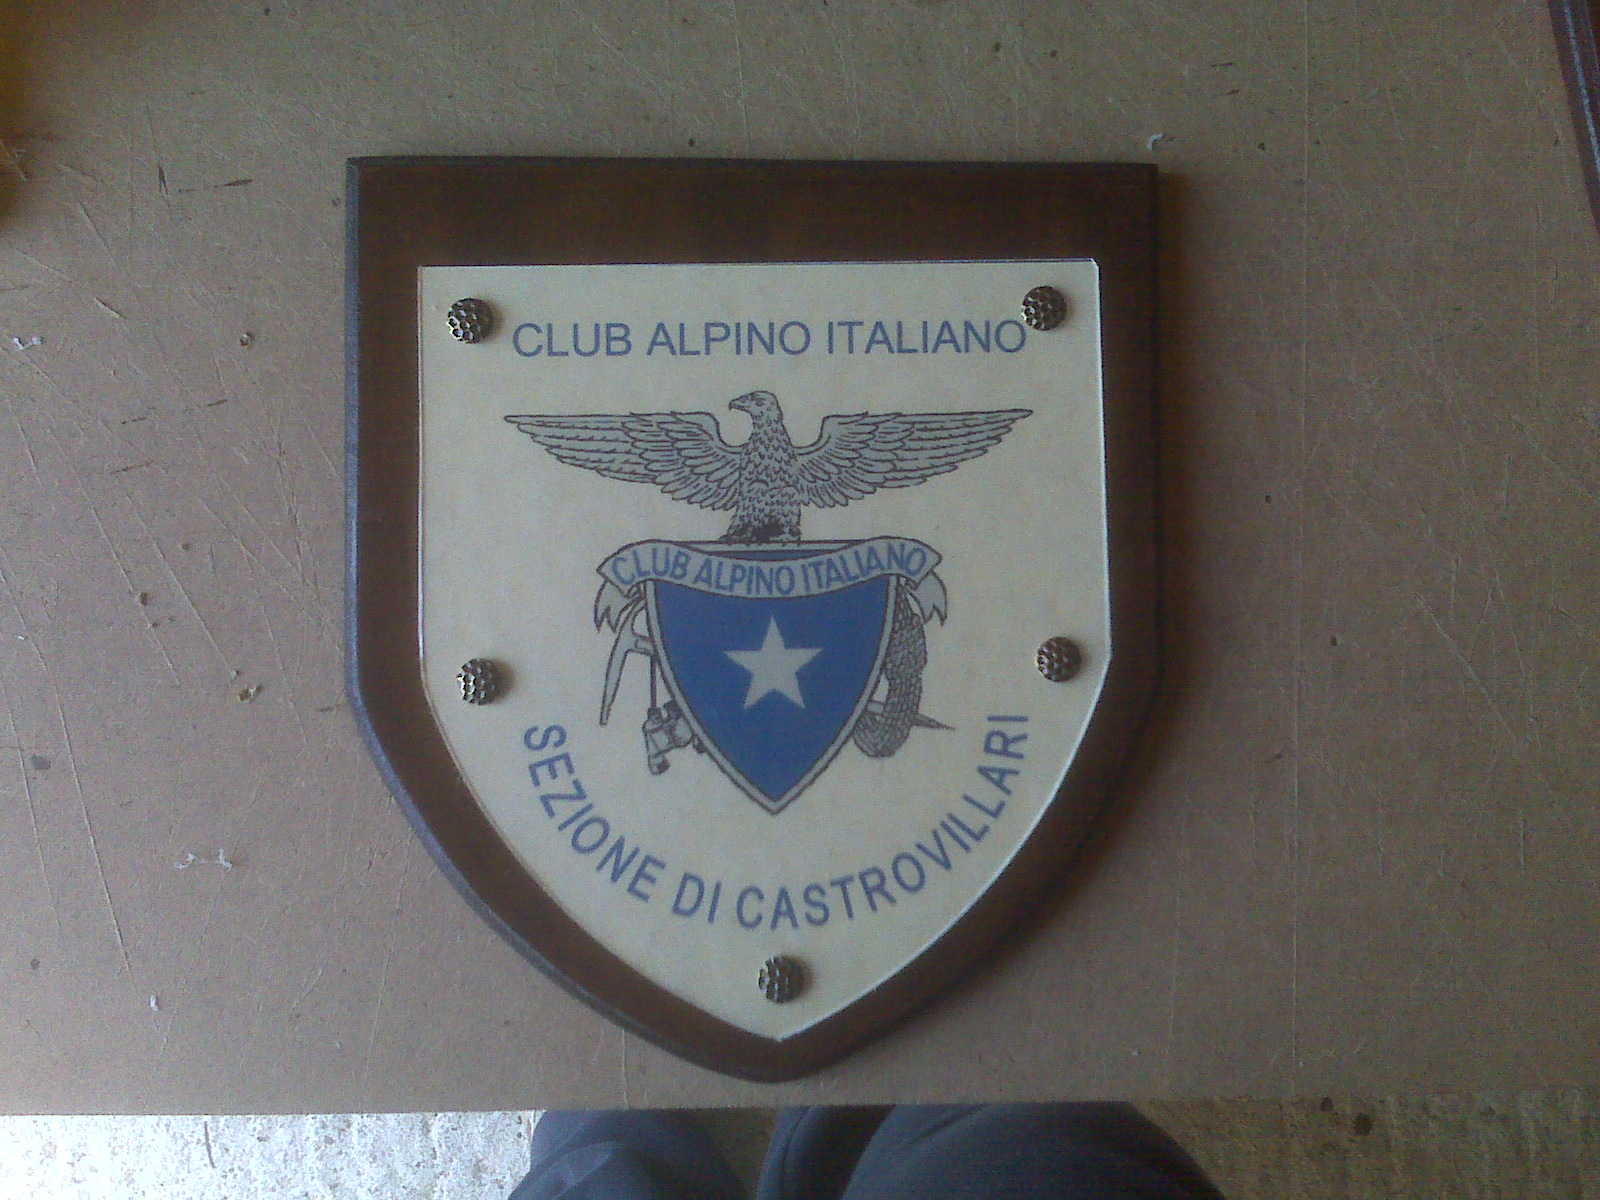 CLUB ALPINO ITALIANO
CLUB ALPINO ITALIANO
SEZIONE DI CASTROVILLARI